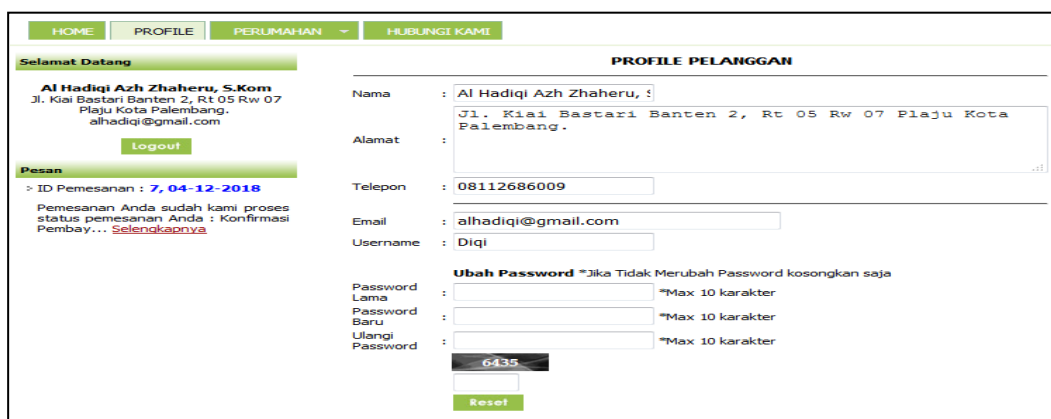 HOME PROFILE PERUMAHAN HUBUNGI KAMI
Selamat Datang
Al Hadiqi Azh Zhaheru, S.Kom
Jl. Kiai Bastari Banten 2, Rt 05 Rw 07
Plaju Kota Palembang.
alhadiqi@gmail.com
Logout
Pesan
ID Pemesanan : 7, 04-12-2018
Pemesanan Anda sudah kami proses
status pemesanan Anda : Konfirmasi
Pembay... Selengkapnya
PROFILE PELANGGAN
Nama : Al Hadiqi Azh Zhaheru, S
Alamat : Jl. Kiai Bastari Banten 2, Rt 05 Rw 07 Plaju Kota
Palembang.
Telepon : 08112686009
Email : alhadiqi@gmail.com
Username : Diqi
Ubah Password *Jika Tidak Merubah Password kosongkan saja
Password
Lama : *Max 10 karakter
Password
Baru : *Max 10 karakter
Ulangi
Password : *Max 10 karakter
6435
Reset